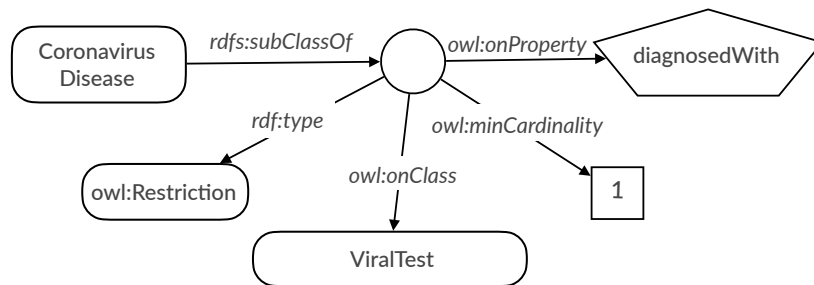 Coronavirus
Disease
rdfs:subClassOf
owl:onProperty
diagnosedWith
rdf:type
owl:minCardinality
owl:onClass
owl:Restriction
1
ViralTest